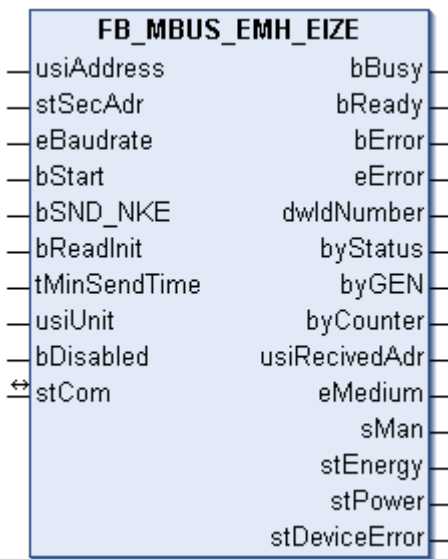 FB_MBUS_EMH_EIZE
usiAddress bBusy
stSecAdr bReady
eBaudrate bError
bStart eError
bSND_NKE dwIdNumber
bReadInit byStatus
tMinSendTime byGEN
usiUnit byCounter
bDisabled usiRecivedAdr
stCom eMedium
sMan
stEnergy
stPower
stDeviceError